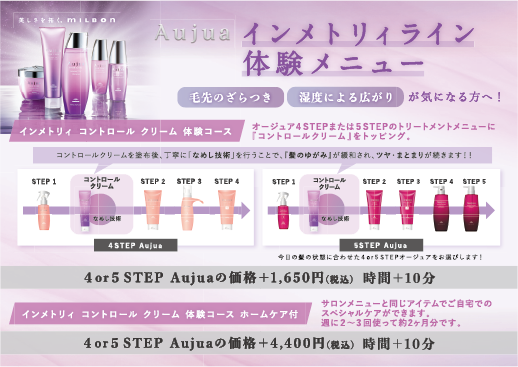 美しさを拓く。MILBON
Aujua インメトリィライン
体験メニュー
毛先のざらつき 湿度による広がり が気になる方へ！
インメトリィ コントロール クリーム 体験コース
オージュア4STEPまたは5STEPのトリートメントメニューに
「コントロールクリーム」をトッピング。
コントロールクリームを塗布後、丁寧に「なめし技術」を行うことで、「髪のゆがみ」が緩和され、ツヤ・まとまりが続きます！！
STEP 1 コントロールクリーム STEP 2 STEP 3 STEP 4
なめし技術
4STEP Aujua
STEP 1 コントロールクリーム STEP 2 STEP 3 STEP 4 STEP 5
なめし技術
5STEP Aujua
今日の髪の状態に合わせた4or5STEPオージュアをお選びします！
4or5 STEP Aujuaの価格＋1,650円(税込) 時間＋10分
インメトリィ コントロール クリーム 体験コース ホームケア付
サロンメニューと同じアイテムでご自宅での
スペシャルケアができます。
週に2〜3回使って約2ヶ月分です。
4or5 STEP Aujuaの価格＋4,400円(税込) 時間＋10分